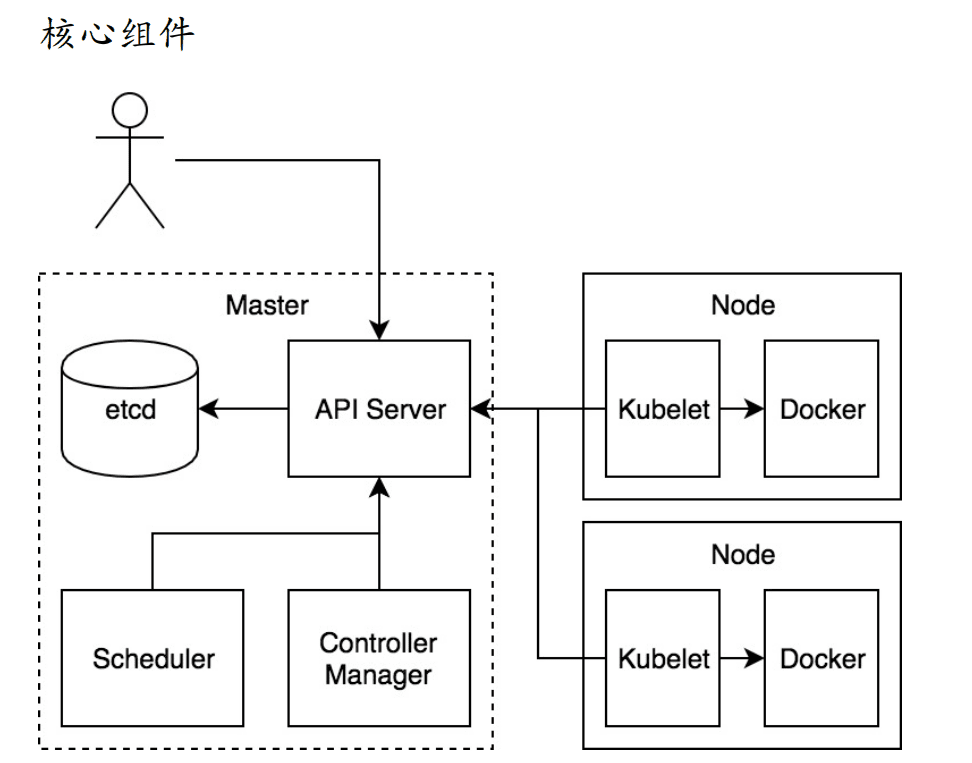 核心组件
Master
etcd
API Server
Scheduler
Controller
Manager
Node
Kubelet
Docker
Node
Kubelet
Docker